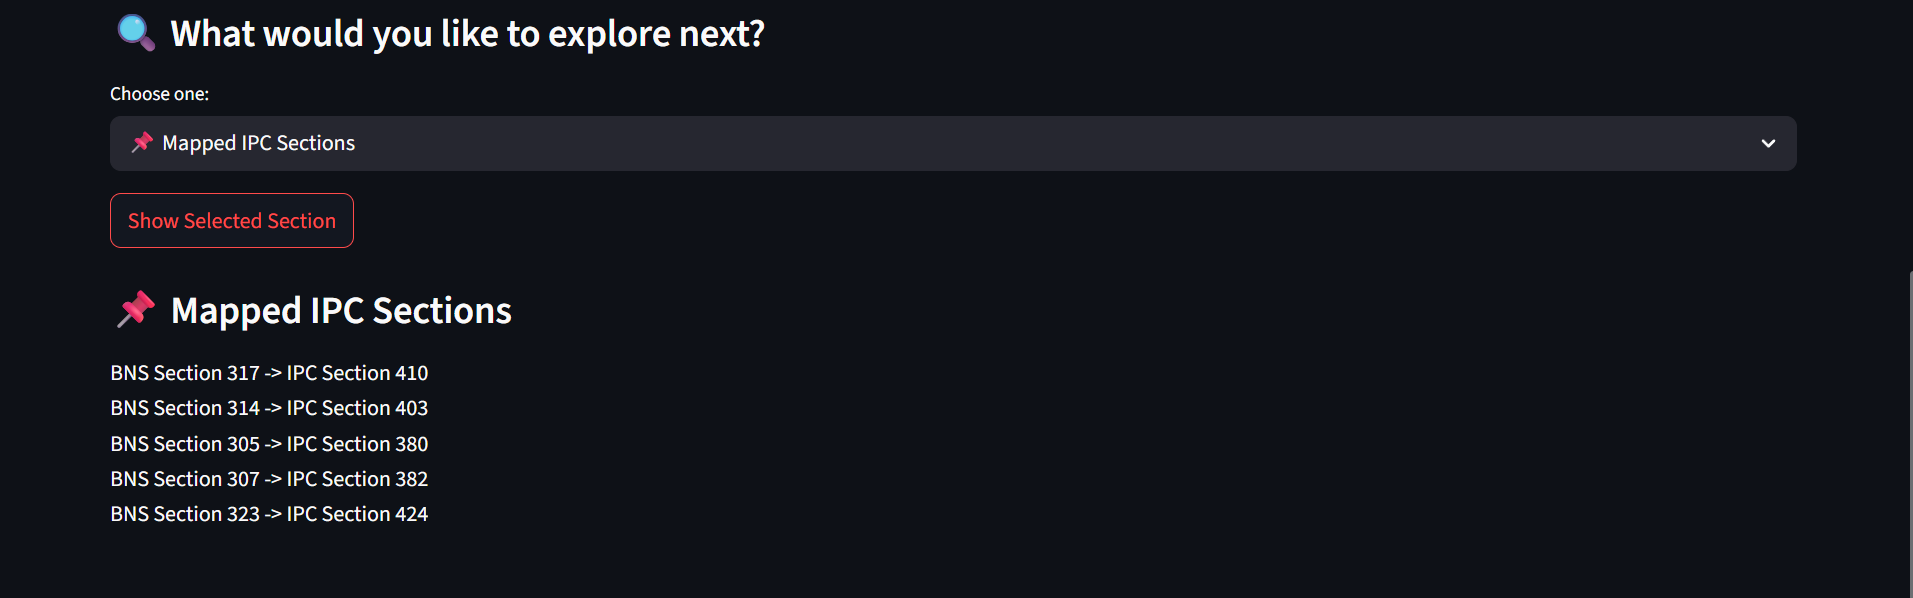 🔍 What would you like to explore next?
Choose one:
📌 Mapped IPC Sections
Show Selected Section
📌 Mapped IPC Sections
BNS Section 317 -> IPC Section 410
BNS Section 314 -> IPC Section 403
BNS Section 305 -> IPC Section 380
BNS Section 307 -> IPC Section 382
BNS Section 323 -> IPC Section 424